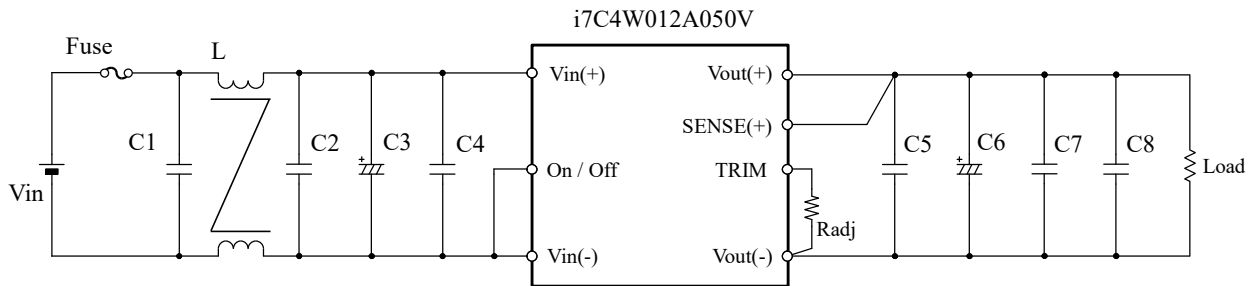 i7C4W012A050V
Fuse
L
Vin(+)
Vout(+)
SENSE(+)
C1
C2
+
C3
C4
C5
+
C6
C7
C8
On / Off
TRIM
Load
Vin
Radj
Vin(-)
Vout(-)